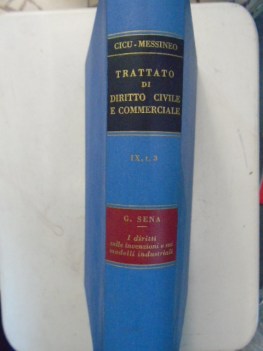 CICU - MESSINEO
TRATTATO
DI
DIRITTO CIVILE
E COMMERCIALE
G. SENA
I diritti
sulle invenzioni e sui
modelli industriali